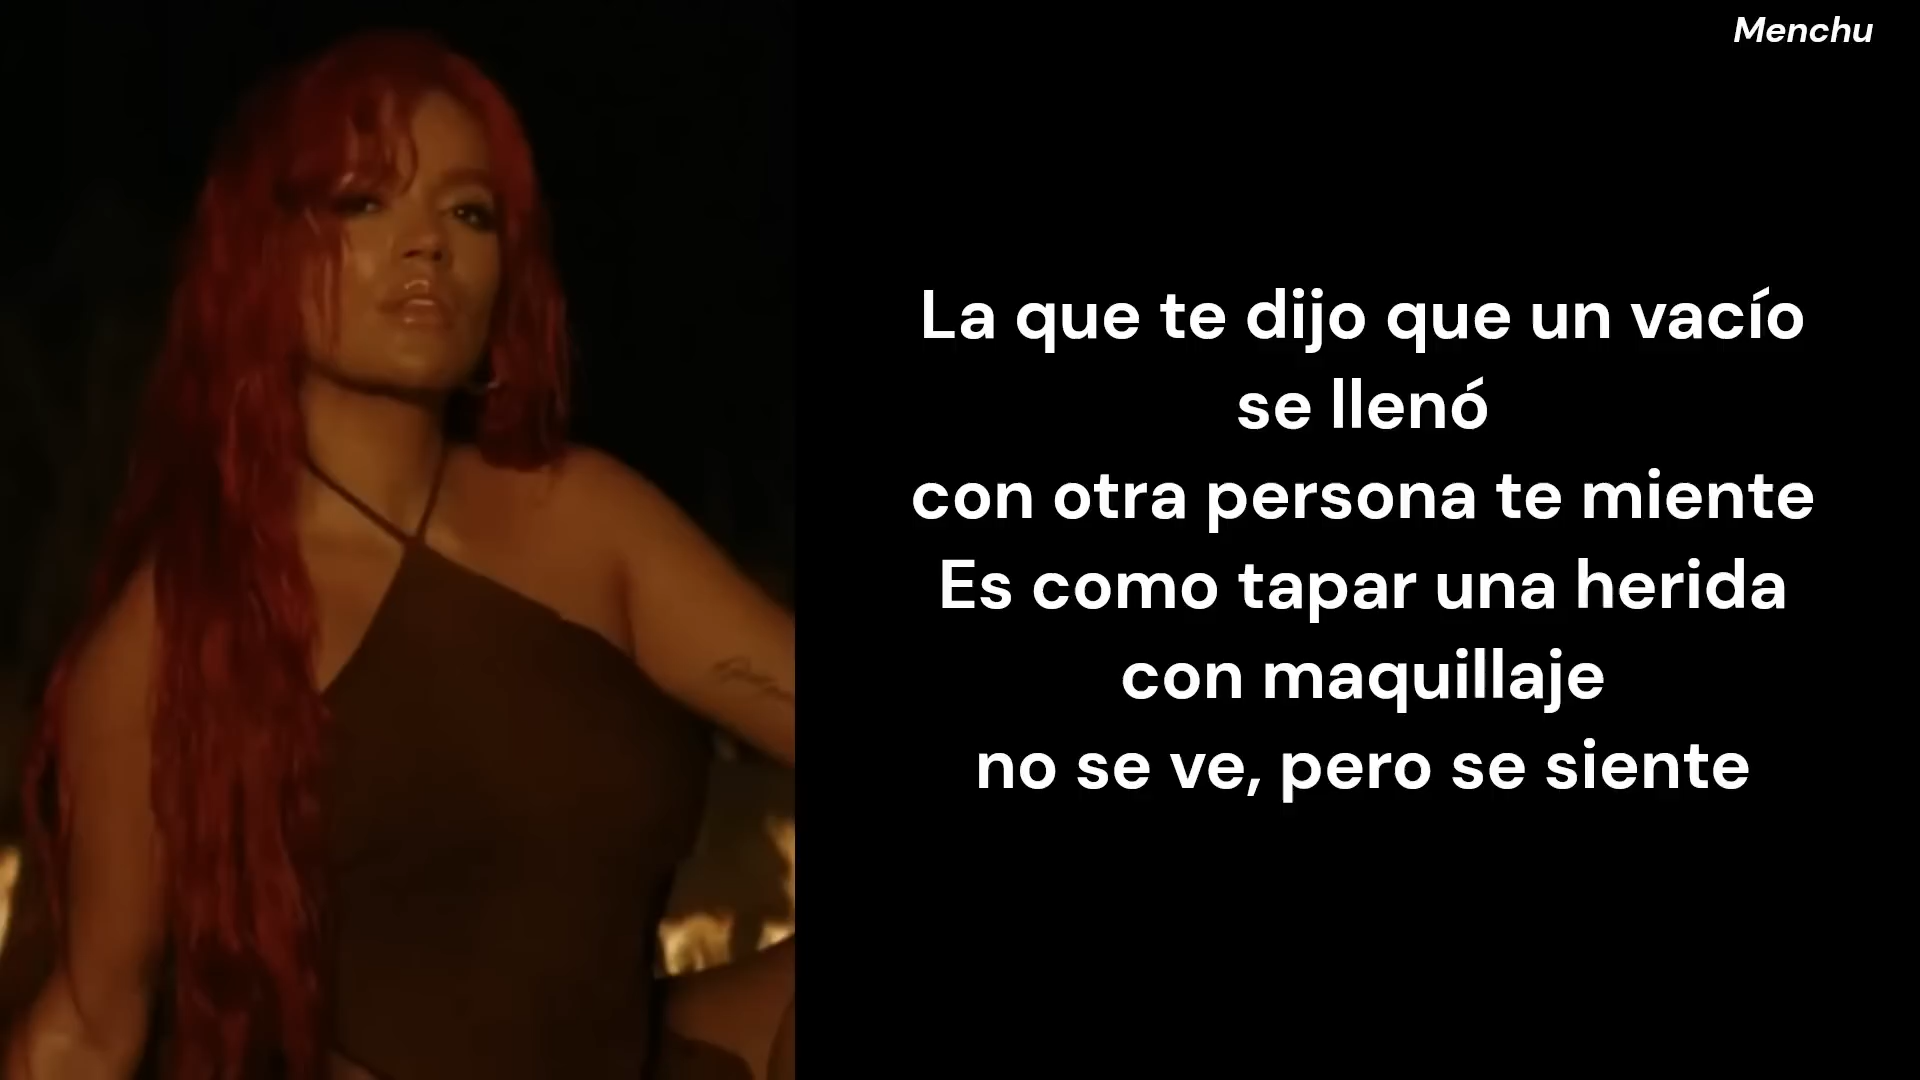 Menchu
La que te dijo que un vacío
se llenó
con otra persona te miente
Es como tapar una herida
con maquillaje
no se ve, pero se siente